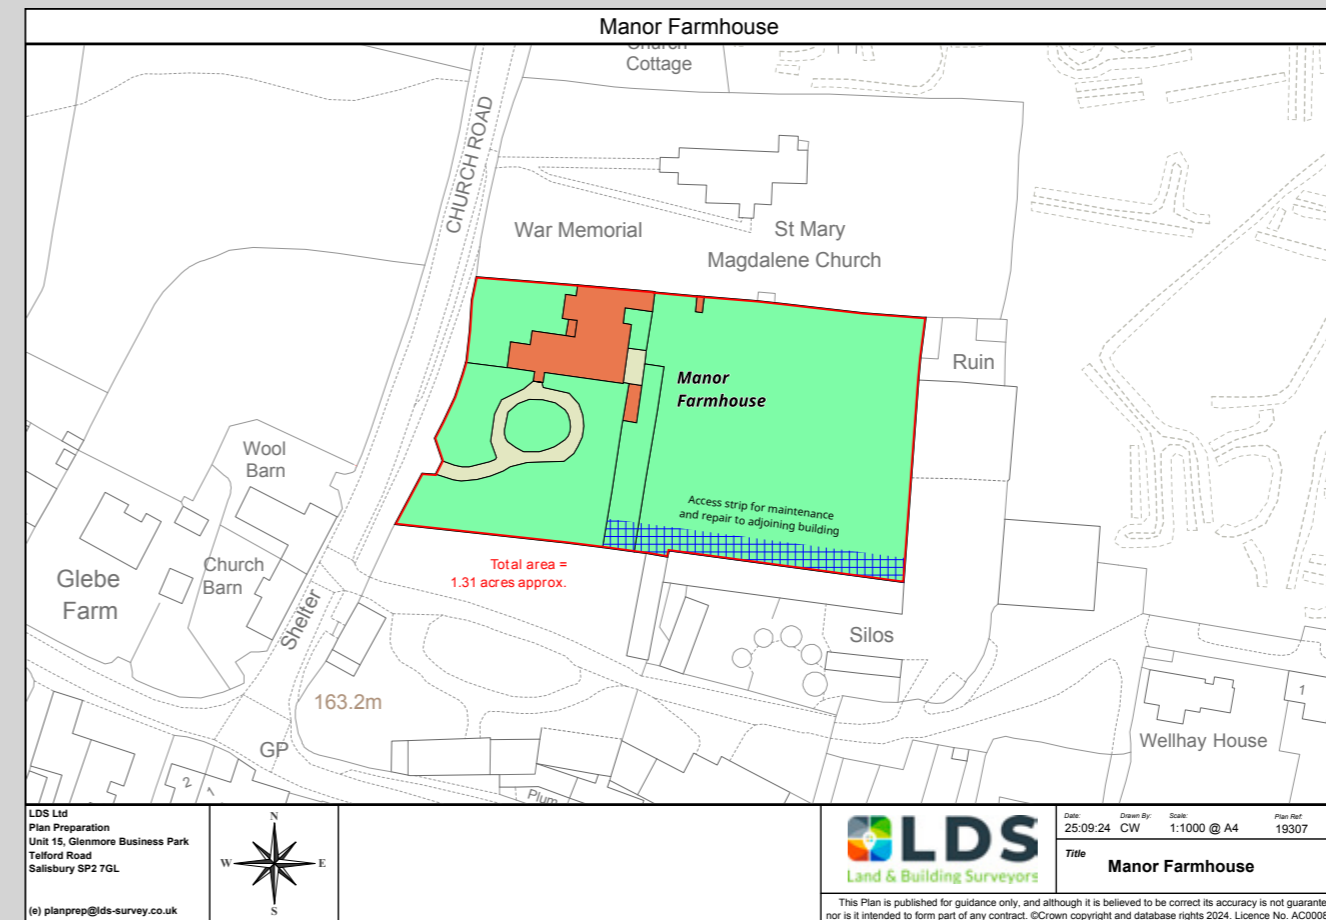 Manor Farmhouse
Church
Cottage
CHURCH ROAD
War Memorial
St Mary
Magdalene Church
Ruin
Manor
Farmhouse
Wool
Barn
Access strip for maintenance
and repair to adjoining building
Church
Barn
Glebe
Farm
Total area =
1.31 acres approx.
Shelter
Silos
163.2m
GP
Wellhay House
1
2
1
Plum
LDS Ltd
Plan Preparation
Unit 15, Glenmore Business Park
Telford Road
Salisbury SP2 7GL
(e) planprep@lds-survey.co.uk
N
W
E
S
LDS
Land & Building Surveyors
Date: Drawn By: Scale: Plan Ref:
25:09:24 CW 1:1000 @ A4 19307
Title
Manor Farmhouse
This Plan is published for guidance only, and although it is believed to be correct its accuracy is not guarante
nor is it intended to form part of any contract. ©Crown copyright and database rights 2024. Licence No. AC0008